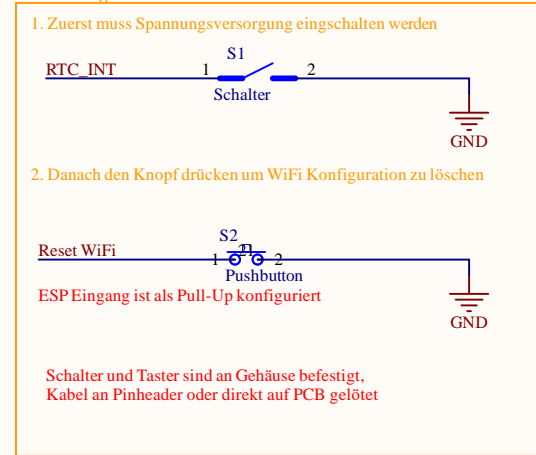 1. Zuerst muss Spannungsversorgung eingschalten werden
S1
RTC_INT
1
2
Schalter
GND
2. Danach den Knopf drücken um WiFi Konfiguration zu löschen
S2
Reset WiFi
1
2
Pushbutton
ESP Eingang ist als Pull-Up konfiguriert
GND
Schalter und Taster sind an Gehäuse befestigt,
Kabel an Pinheader oder direkt auf PCB gelötet